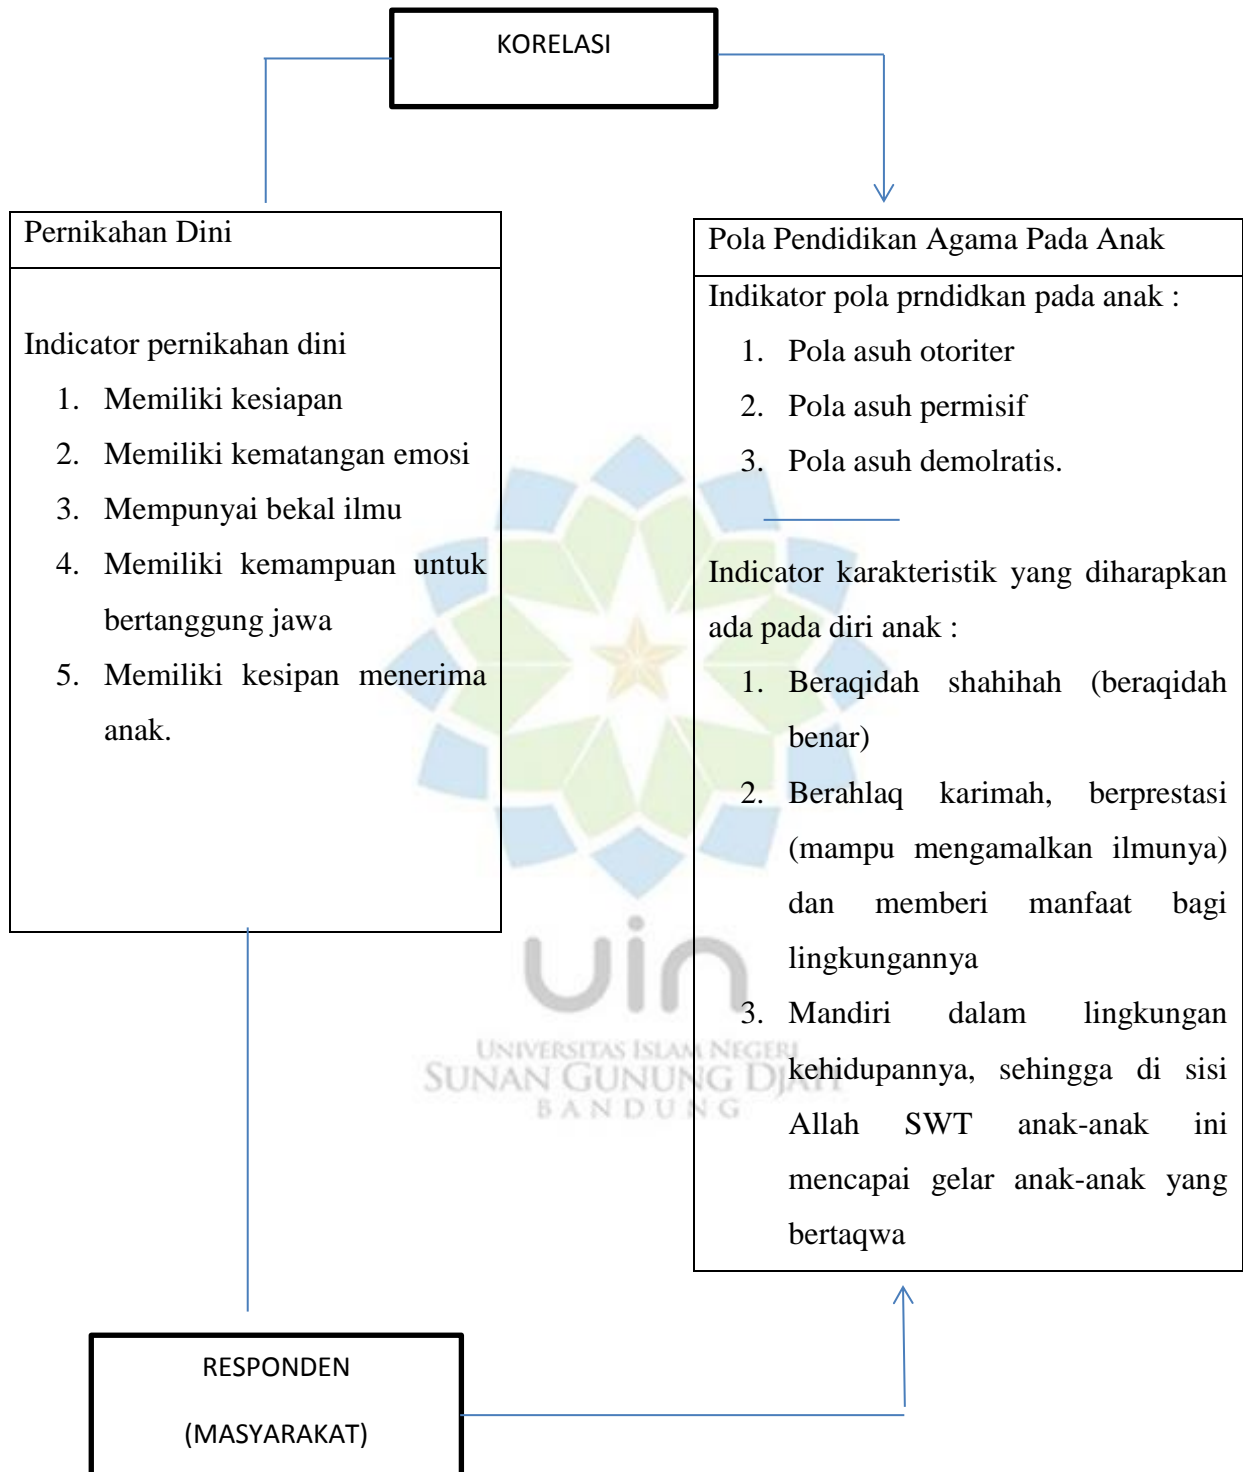 KORELASI
Pernikahan Dini
Indicator pernikahan dini
1. Memiliki kesiapan
2. Memiliki kematangan emosi
3. Mempunyai bekal ilmu
4. Memiliki kemampuan untuk
bertanggung jawa
5. Memiliki kesipan menerima
anak.
Pola Pendidikan Agama Pada Anak
Indikator pola prndidkan pada anak :
1. Pola asuh otoriter
2. Pola asuh permisif
3. Pola asuh demolratis.
Indicator karakteristik yang diharapkan
ada pada diri anak :
1. Beraqidah shahihah (beraqidah
benar)
2. Berahlaq karimah, berprestasi
(mampu mengamalkan ilmunya)
dan memberi manfaat bagi
lingkungannya
3. Mandiri dalam lingkungan
kehidupannya, sehingga di sisi
Allah SWT anak-anak ini
mencapai gelar anak-anak yang
bertaqwa
uin
UNIVERSITAS ISLAM NEGERI
SUNAN GUNUNG DJATI
BANDUNG
RESPONDEN
(MASYARAKAT)